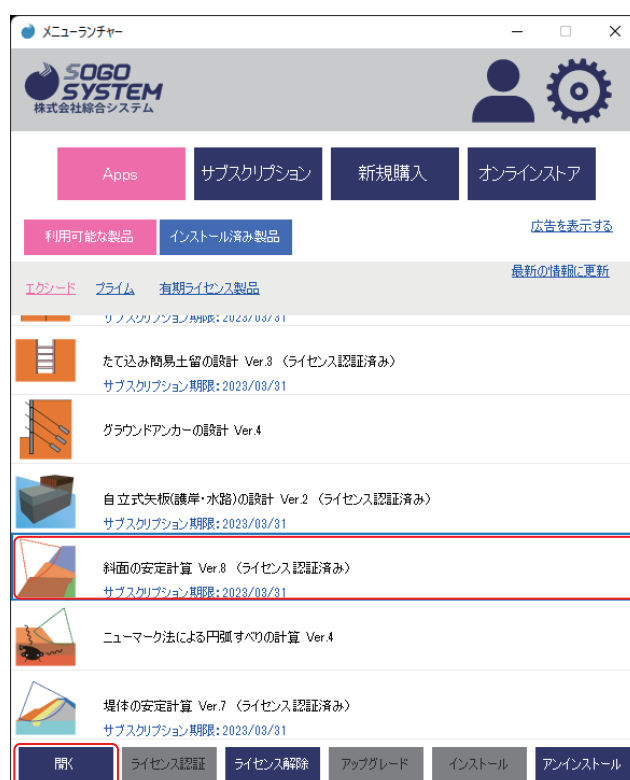 メニューランチャー
SOGO
SYSTEM
株式会社綜合システム
Apps サブスクリプション 新規購入 オンラインストア
利用可能な製品 インストール済み製品 広告を表示する
最新の情報に更新
エクシード プライム 有期ライセンス製品
サブスクリプション期限:2023/03/31
たて込み簡易土留の設計 Ver.3 (ライセンス認証済み)
サブスクリプション期限:2023/03/31
グラウンドアンカーの設計 Ver.4
自立式矢板(護岸・水路)の設計 Ver.2 (ライセンス認証済み)
サブスクリプション期限:2023/03/31
斜面の安定計算 Ver.8 (ライセンス認証済み)
サブスクリプション期限:2023/03/31
ニューマーク法による円弧すべりの計算 Ver.4
堤体の安定計算 Ver.7 (ライセンス認証済み)
サブスクリプション期限:2023/03/31
開く ライセンス認証 ライセンス解除 アップグレード インストール アンインストール